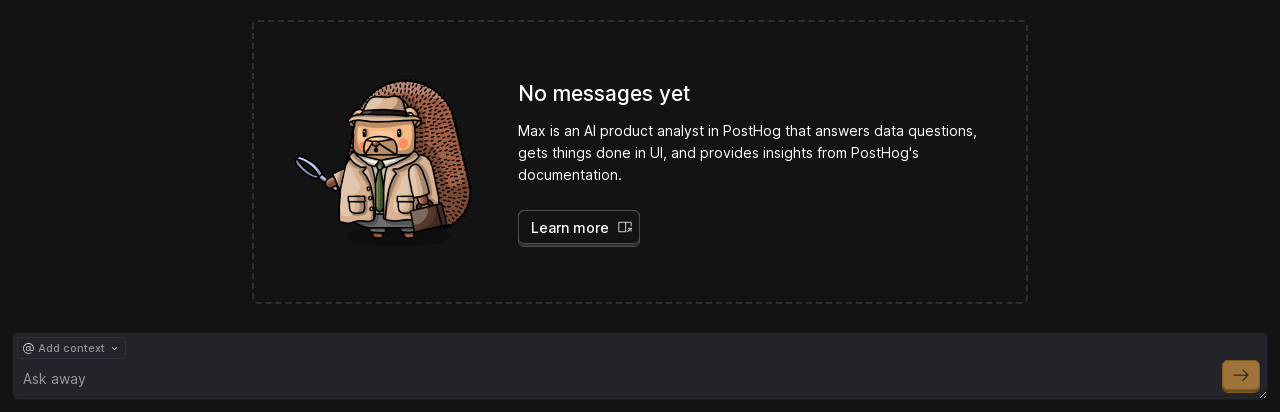 No messages yet
Max is an AI product analyst in PostHog that answers data questions,
gets things done in UI, and provides insights from PostHog's
documentation.
Learn more
@ Add context
Ask away